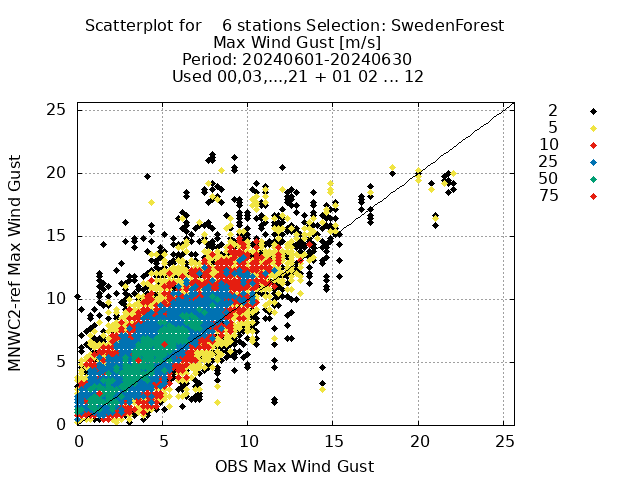 Scatterplot for 6 stations Selection: SwedenForest
Max Wind Gust [m/s]
Period: 20240601-20240630
Used 00,03,...,21 + 01 02 ... 12
2
5
10
25
50
75
MNWC2-ref Max Wind Gust
25
20
15
10
5
0
0 5 10 15 20 25
OBS Max Wind Gust